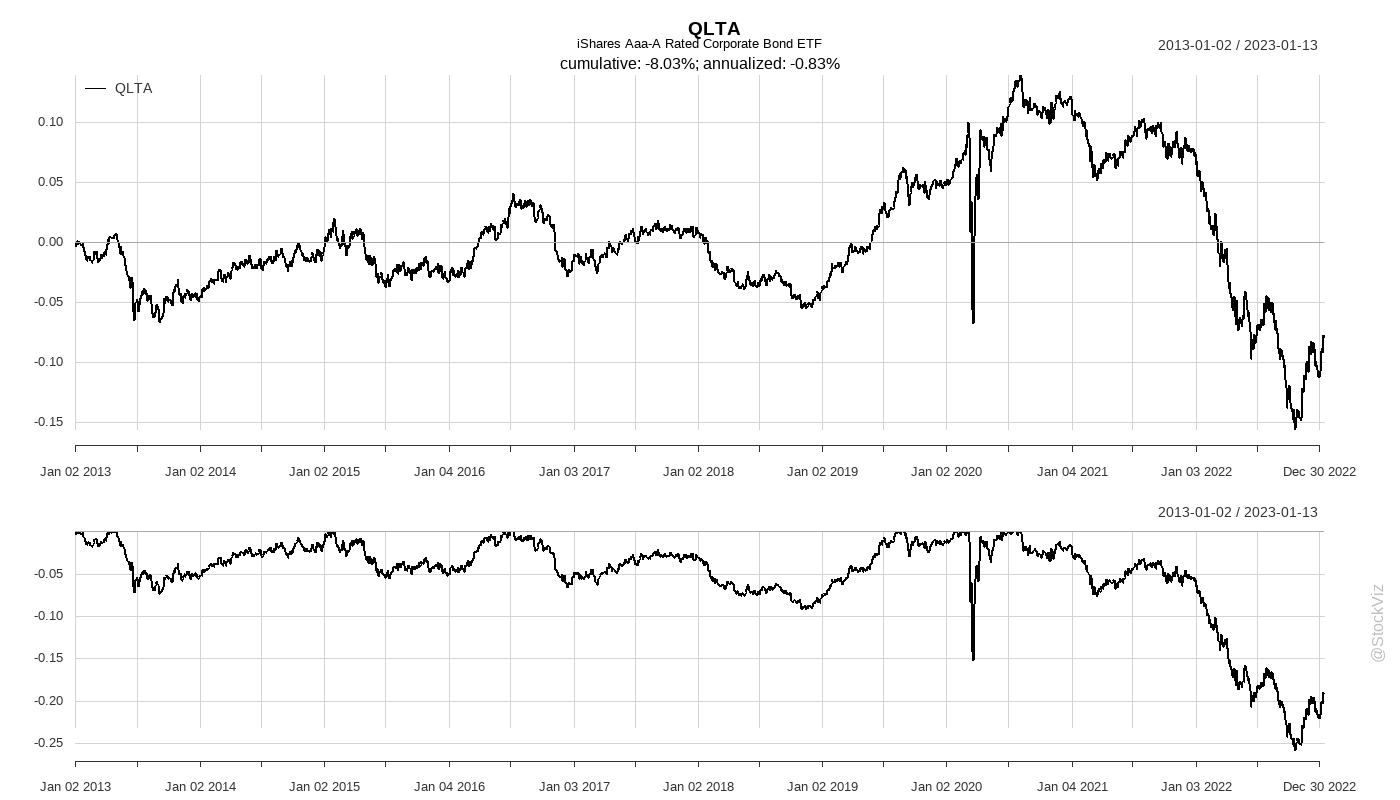 QLTA
iShares Aaa-A Rated Corporate Bond ETF
cumulative: -8.03%; annualized: -0.83%
2013-01-02 / 2023-01-13
QLTA
0.10
0.05
0.00
-0.05
-0.10
-0.15
Jan 02 2013 Jan 02 2014 Jan 02 2015 Jan 04 2016 Jan 03 2017 Jan 02 2018 Jan 02 2019 Jan 02 2020 Jan 04 2021 Jan 03 2022 Dec 30 2022
2013-01-02 / 2023-01-13
-0.05
-0.10
-0.15
-0.20
-0.25
Jan 02 2013 Jan 02 2014 Jan 02 2015 Jan 04 2016 Jan 03 2017 Jan 02 2018 Jan 02 2019 Jan 02 2020 Jan 04 2021 Jan 03 2022 Dec 30 2022
@StockViz